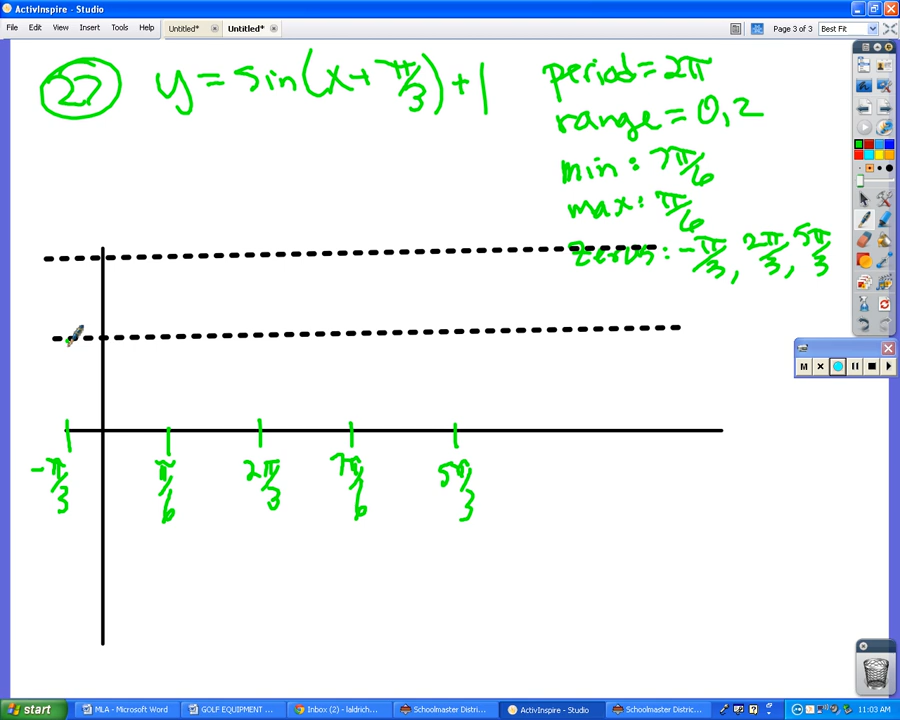 ActivInspire - Studio
File Edit View Insert Tools Help
Untitled* Untitled*
Page 3 of 3 Best Fit
27 y = sin(x + π/3) + 1
period = 2π
range = 0, 2
min : 7π/6
max : π/6
zeros : -π/3, 2π/3, 5π/3
-π/3 π/6 2π/3 7π/6 5π/3
M
start MLA - Microsoft Word GOLF EQUIPMENT ... Inbox (2) - laldrich... Schoolmaster Distri... ActivInspire - Studio Schoolmaster Distri... 11:03 AM